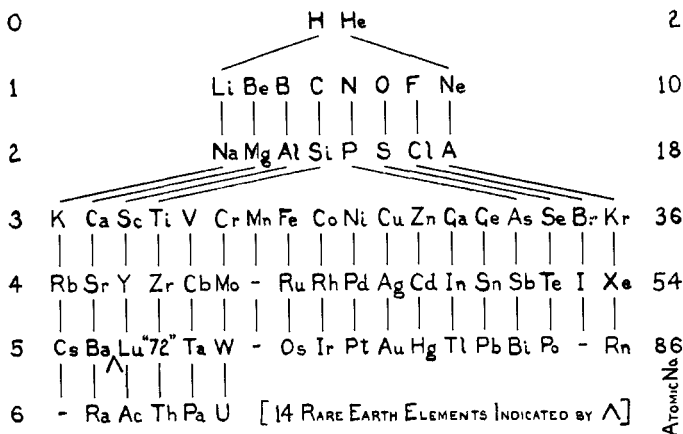 0 H He 2
1 Li Be B C N O F Ne 10
2 Na Mg Al Si P S Cl A 18
3 K Ca Sc Ti V Cr Mn Fe Co Ni Cu Zn Ga Ge As Se Br Kr 36
4 Rb Sr Y Zr Cb Mo - Ru Rh Pd Ag Cd In Sn Sb Te I Xe 54
5 Cs Ba Λ Lu "72" Ta W - Os Ir Pt Au Hg Tl Pb Bi Po - Rn 86
6 - Ra Ac Th Pa U [14 RARE EARTH ELEMENTS INDICATED BY Λ]
ATOMIC NO